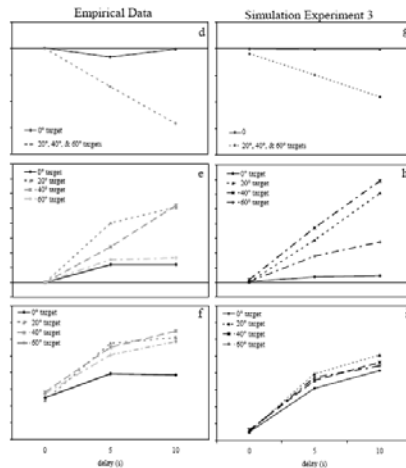 Empirical Data
Simulation Experiment 3
d
0° target
20°, 40°, & 60° targets
g
0
20°, 40°, & 60° targets
e
0° target
20° target
40° target
60° target
h
0° target
20° target
40° target
60° target
f
0° target
20° target
40° target
60° target
0 5 10
delay (s)
0° target
20° target
40° target
60° target
0 5 10
delay (s)